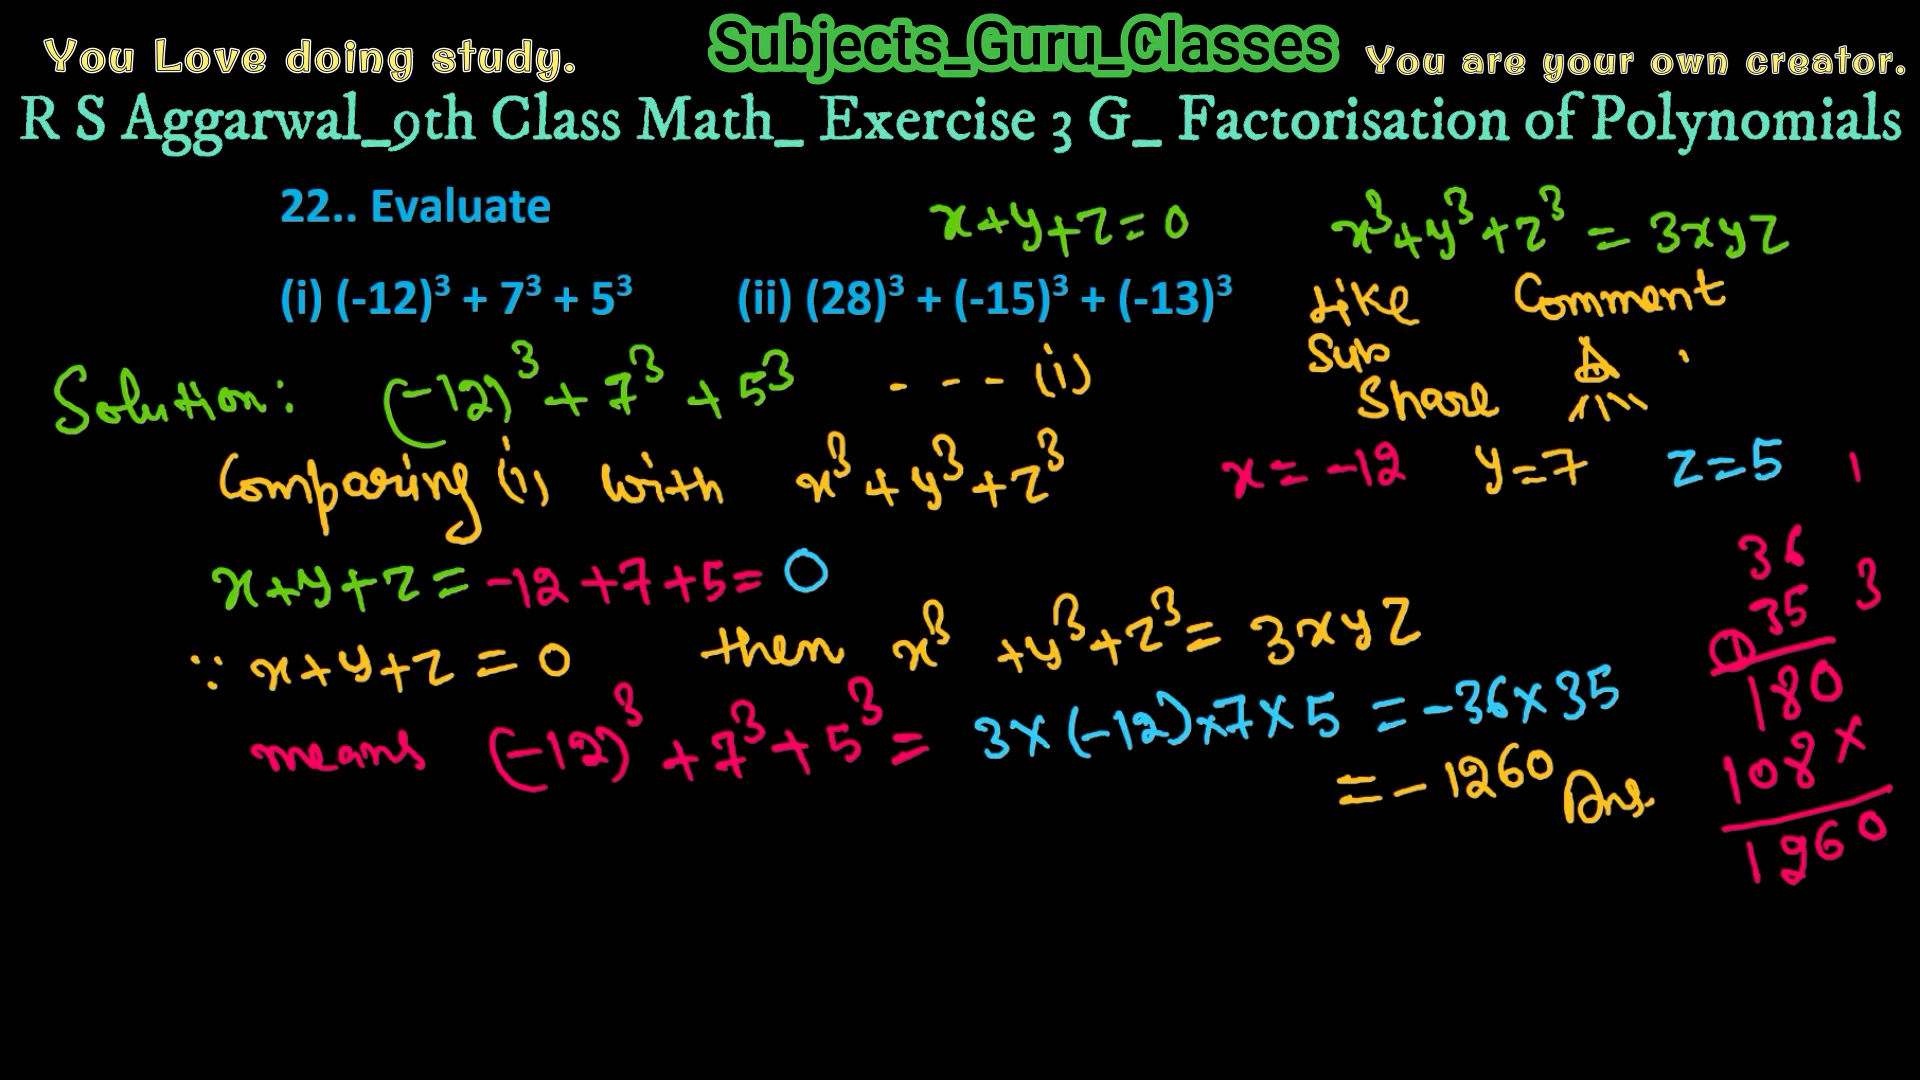 You Love doing study. Subjects_Guru_Classes You are your own creator.
R S Aggarwal_9th Class Math_ Exercise 3 G_ Factorisation of Polynomials
22.. Evaluate x+y+z=0 x³+y³+z³ = 3xyz
(i) (-12)³ + 7³ + 5³ (ii) (28)³ + (-15)³ + (-13)³ Like Comment
Sub
Share
Solution: (-12)³ + 7³ + 5³ - - - (i)
Comparing (i) with x³+y³+z³ x=-12 y=7 z=5 1
x+y+z = -12+7+5= 0
∵ x+y+z = 0 then x³ +y³+z³= 3xyz
means (-12)³ +7³+5³ = 3×(-12)×7×5 = -36×35
= -1260 Ans.
36
35 3
1
180
108×
1260